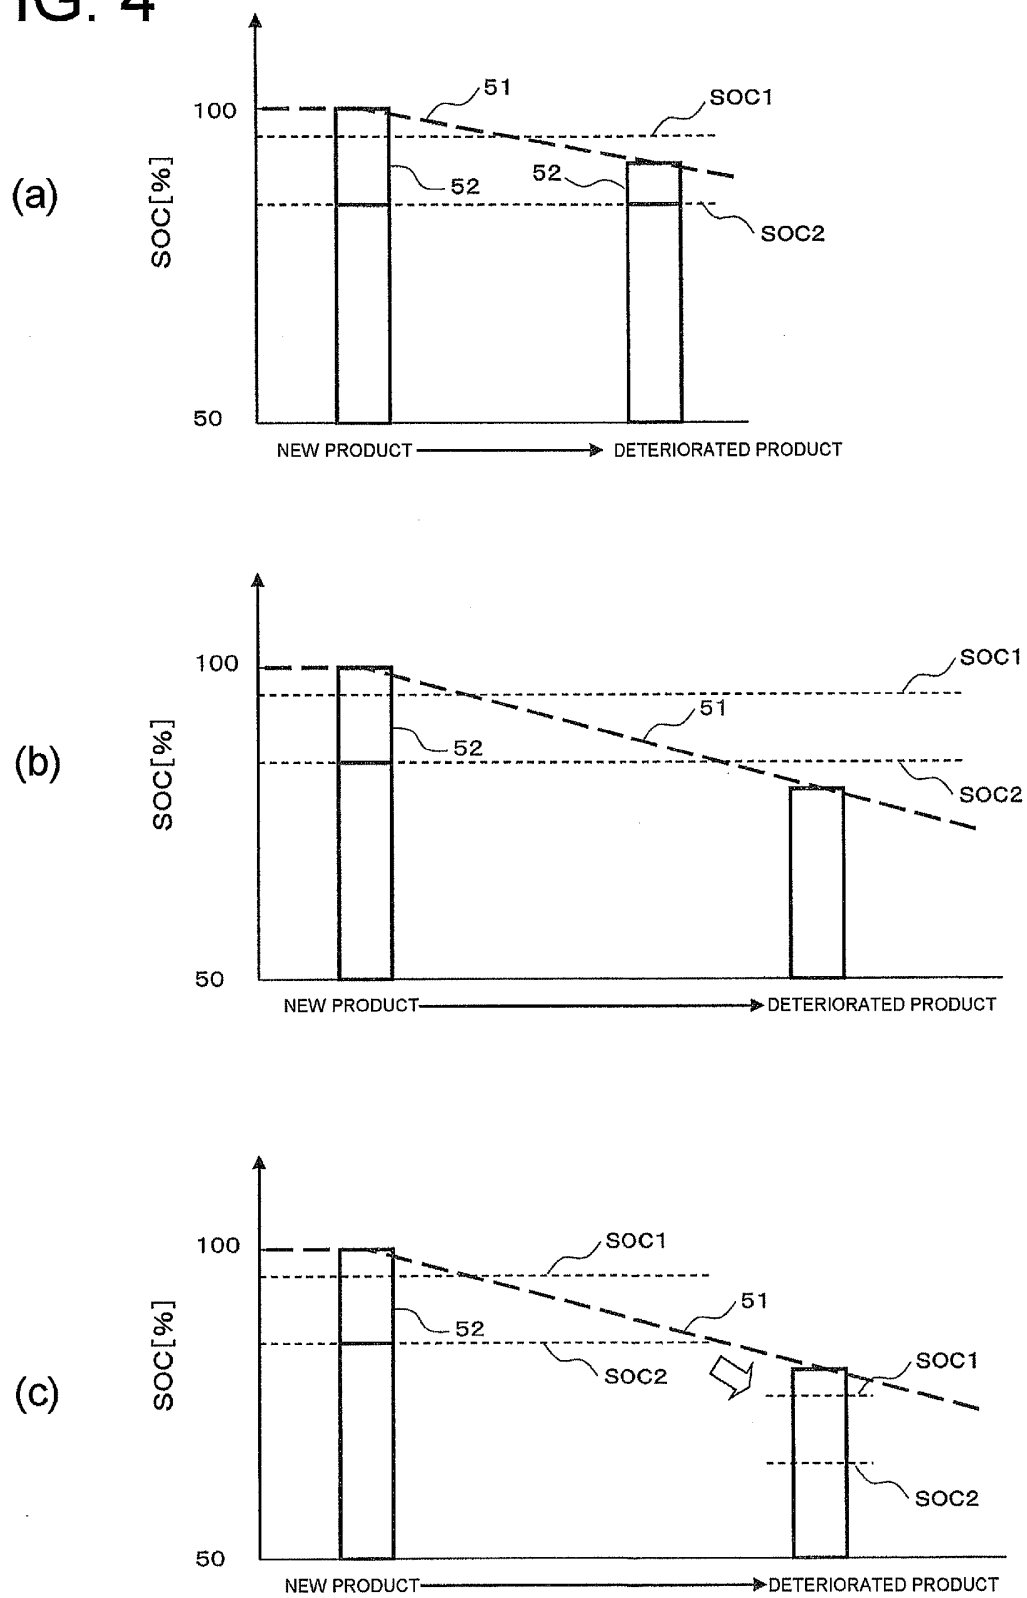 IG. 4
(a)
SOC[%]
100
50
51
SOC1
52
52
SOC2
NEW PRODUCT
DETERIORATED PRODUCT
(b)
SOC[%]
100
50
SOC1
51
52
SOC2
NEW PRODUCT
DETERIORATED PRODUCT
(c)
SOC[%]
100
50
SOC1
51
52
SOC2
SOC1
SOC2
NEW PRODUCT
DETERIORATED PRODUCT